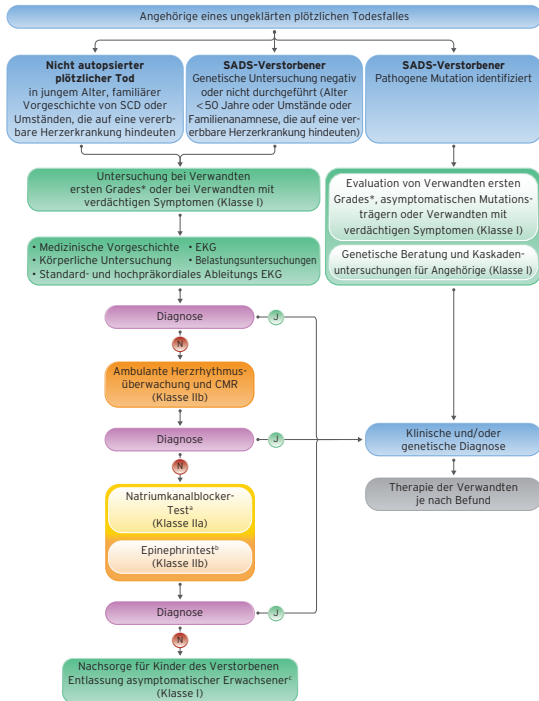 Angehörige eines ungeklärten plötzlichen Todesfalles
Nicht autopsierter
plötzlicher Tod
in jungem Alter, familiärer
Vorgeschichte von SCD oder
Umständen, die auf eine vererb-
bare Herzerkrankung hindeuten
SADS-Verstorbener
Genetische Untersuchung negativ
oder nicht durchgeführt (Alter
<50 Jahre oder Umstände oder
Familienanamnese, die auf eine ver-
erbbare Herzerkrankung hindeuten)
SADS-Verstorbener
Pathogene Mutation identifiziert
Untersuchung bei Verwandten
ersten Grades* oder bei Verwandten mit
verdächtigen Symptomen (Klasse I)
Evaluation von Verwandten ersten
Grades*, asymptomatischen Mutations-
trägern oder Verwandten mit
verdächtigen Symptomen (Klasse I)
Genetische Beratung und Kaskaden-
untersuchungen für Angehörige (Klasse I)
• Medizinische Vorgeschichte • EKG
• Körperliche Untersuchung • Belastungsuntersuchungen
• Standard- und hochpräkordiales Ableitungs EKG
Diagnose
J
N
Ambulante Herzrhythmus-
überwachung und CMR
(Klasse IIb)
Diagnose
J
Klinische und/oder
genetische Diagnose
N
Therapie der Verwandten
je nach Befund
Natriumkanalblocker-
Testa
(Klasse IIa)
Epinephrintestb
(Klasse IIb)
Diagnose
J
N
Nachsorge für Kinder des Verstorbenen
Entlassung asymptomatischer Erwachsenerc
(Klasse I)